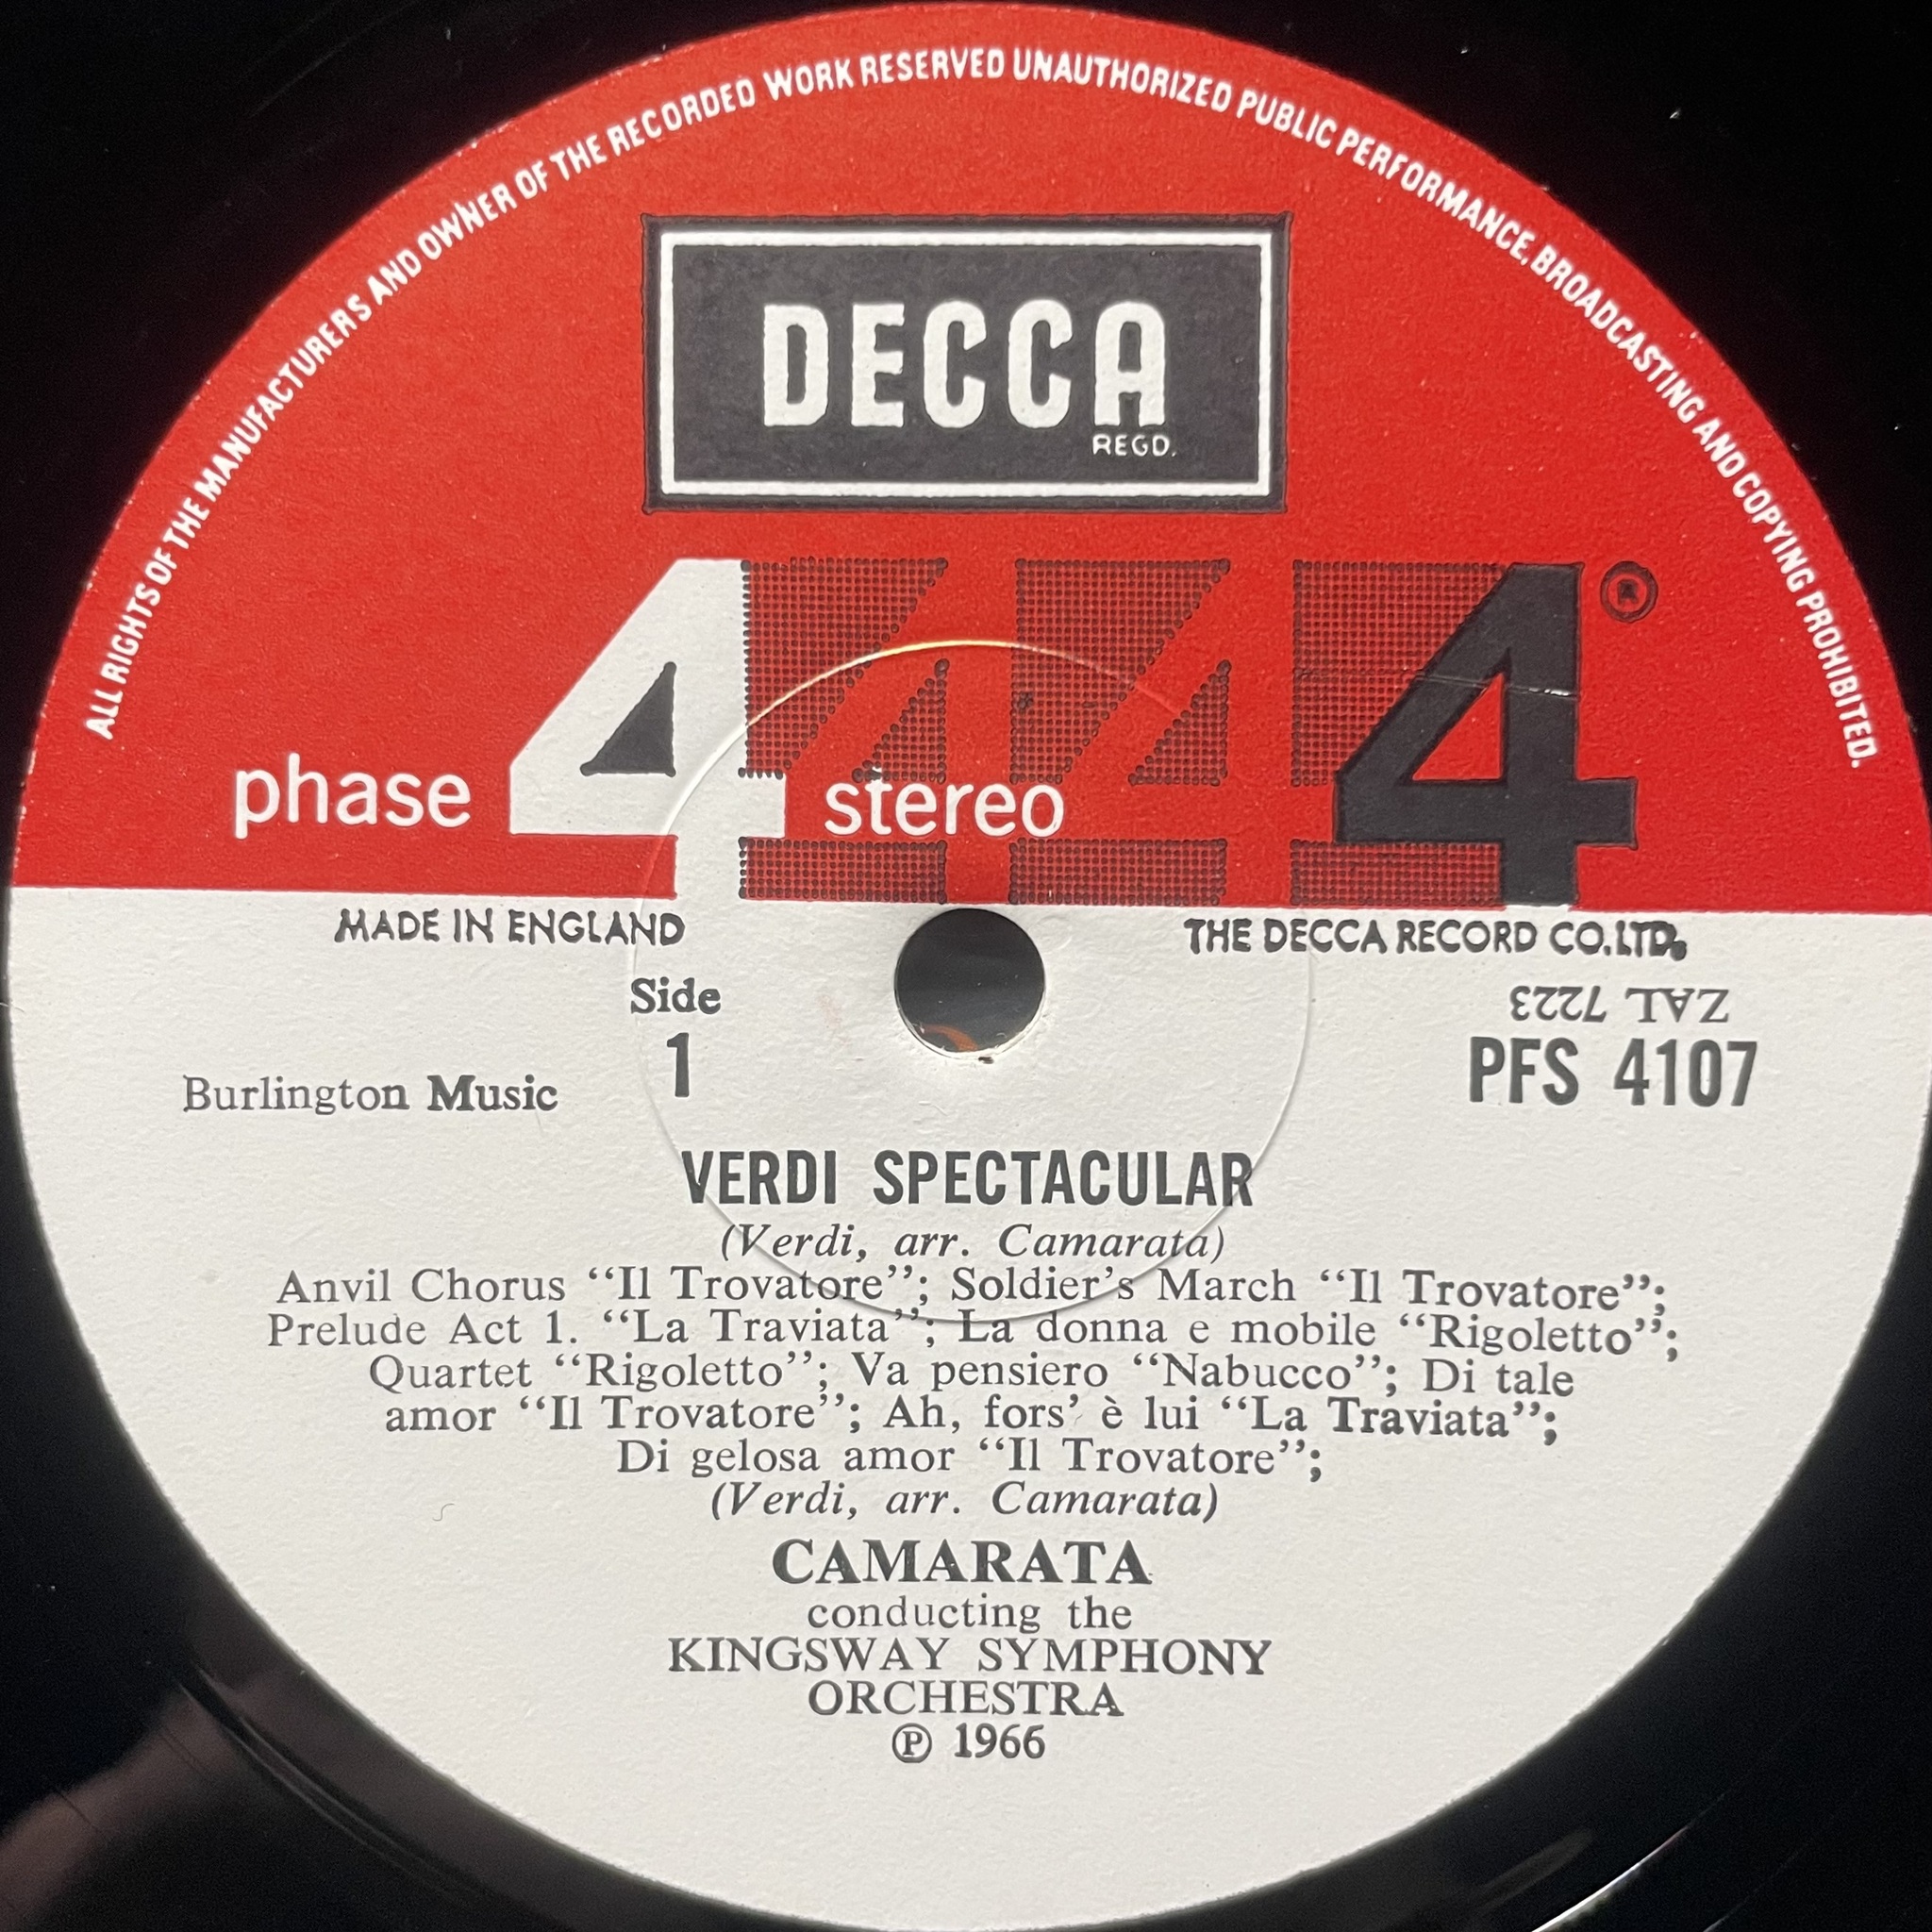 ALL RIGHTS OF THE MANUFACTURERS AND OWNER OF THE RECORDED WORK RESERVED UNAUTHORIZED PUBLIC PERFORMANCE, BROADCASTING AND COPYING PROHIBITED.
DECCA
REGD.
phase 4 stereo 444®
MADE IN ENGLAND
THE DECCA RECORD CO. LTD.
Side
1
ZAL 7223
PFS 4107
Burlington Music
VERDI SPECTACULAR
(Verdi, arr. Camarata)
Anvil Chorus “Il Trovatore”; Soldier’s March “Il Trovatore”;
Prelude Act 1. “La Traviata”; La donna e mobile “Rigoletto”;
Quartet “Rigoletto”; Va pensiero “Nabucco”; Di tale
amor “Il Trovatore”; Ah, fors’ è lui “La Traviata”;
Di gelosa amor “Il Trovatore”;
(Verdi, arr. Camarata)
CAMARATA
conducting the
KINGSWAY SYMPHONY
ORCHESTRA
℗ 1966